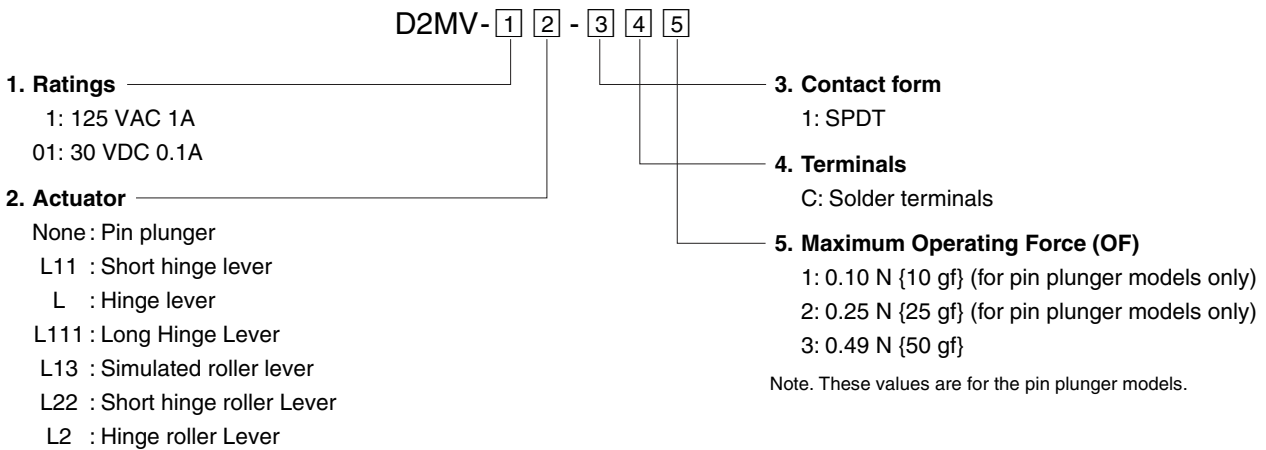 D2MV-1 2 - 3 4 5
1. Ratings
1: 125 VAC 1A
01: 30 VDC 0.1A
2. Actuator
None : Pin plunger
L11 : Short hinge lever
L : Hinge lever
L111 : Long Hinge Lever
L13 : Simulated roller lever
L22 : Short hinge roller Lever
L2 : Hinge roller Lever
3. Contact form
1: SPDT
4. Terminals
C: Solder terminals
5. Maximum Operating Force (OF)
1: 0.10 N {10 gf} (for pin plunger models only)
2: 0.25 N {25 gf} (for pin plunger models only)
3: 0.49 N {50 gf}
Note. These values are for the pin plunger models.